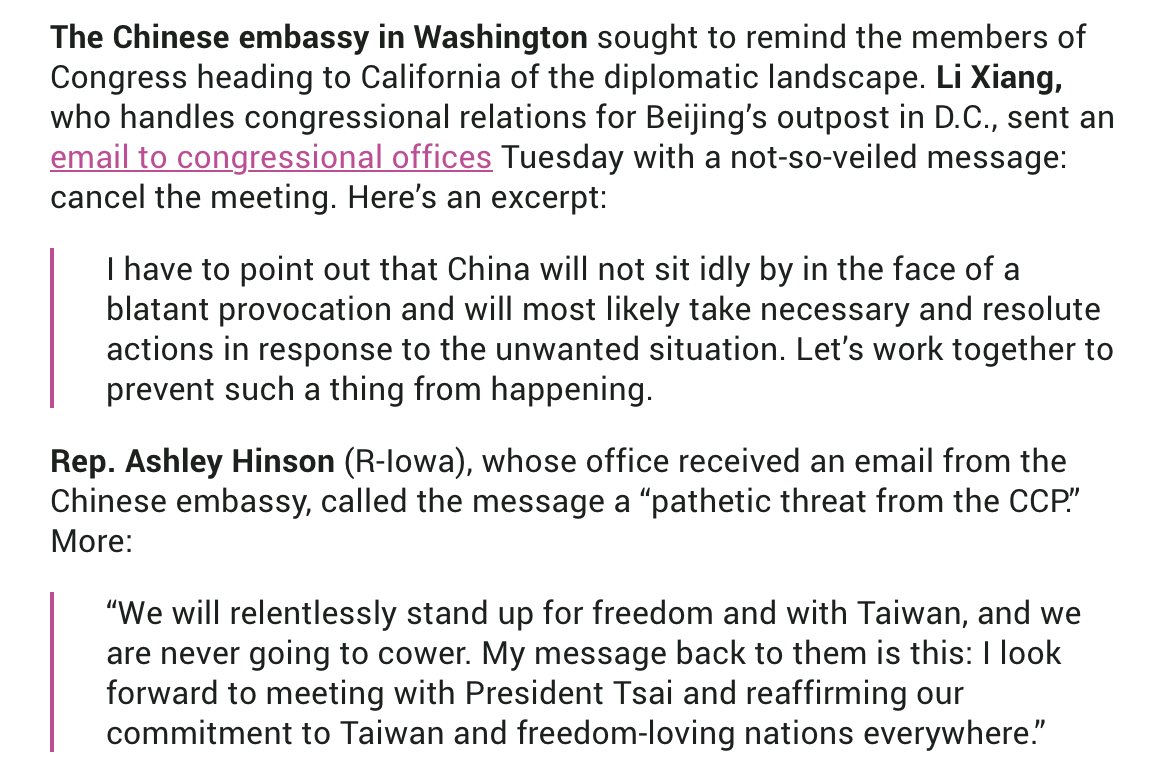 The Chinese embassy in Washington sought to remind the members of
Congress heading to California of the diplomatic landscape. Li Xiang,
who handles congressional relations for Beijing’s outpost in D.C., sent an
email to congressional offices Tuesday with a not-so-veiled message:
cancel the meeting. Here’s an excerpt:
I have to point out that China will not sit idly by in the face of a
blatant provocation and will most likely take necessary and resolute
actions in response to the unwanted situation. Let’s work together to
prevent such a thing from happening.
Rep. Ashley Hinson (R-Iowa), whose office received an email from the
Chinese embassy, called the message a “pathetic threat from the CCP.”
More:
“We will relentlessly stand up for freedom and with Taiwan, and we
are never going to cower. My message back to them is this: I look
forward to meeting with President Tsai and reaffirming our
commitment to Taiwan and freedom-loving nations everywhere.”